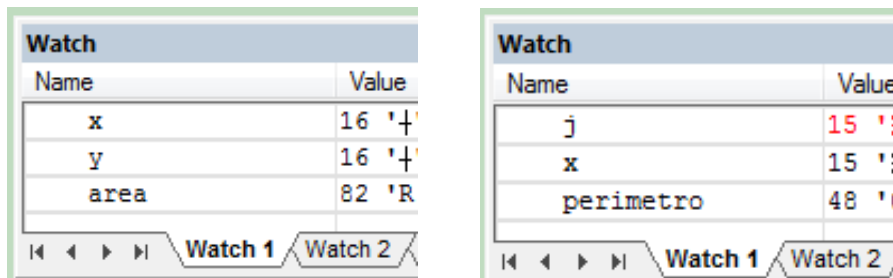 Watch
Name Value
x 16 '┼'
y 16 '┼'
area 82 'R
Watch 1 Watch 2
Watch
Name Value
j 15 '
x 15 '
perimetro 48 '
Watch 1 Watch 2